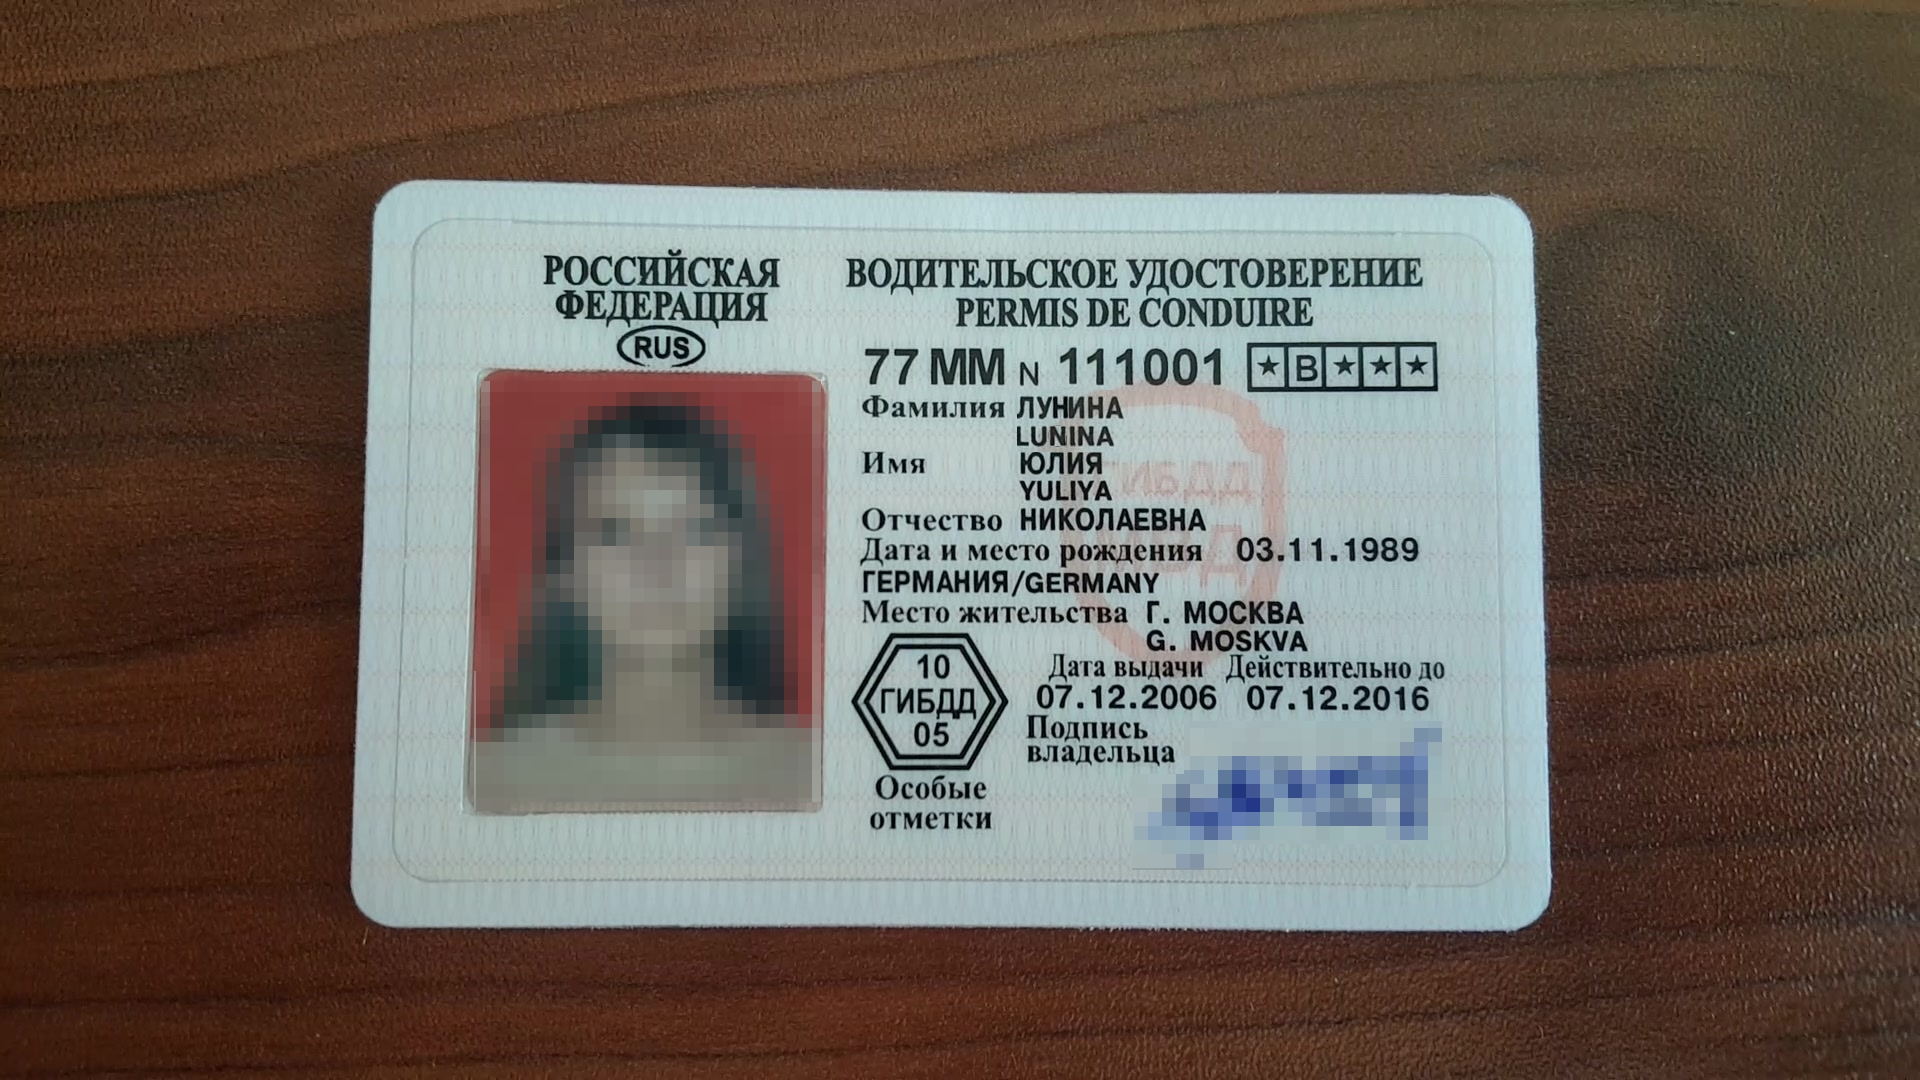 РОССИЙСКАЯ
ФЕДЕРАЦИЯ
RUS
ВОДИТЕЛЬСКОЕ УДОСТОВЕРЕНИЕ
PERMIS DE CONDUIRE
77 ММ N 111001 ★ B ★ ★ ★
Фамилия ЛУНИНА
LUNINA
Имя ЮЛИЯ
YULIYA
Отчество НИКОЛАЕВНА
Дата и место рождения 03.11.1989
ГЕРМАНИЯ/GERMANY
Место жительства Г. МОСКВА
G. MOSKVA
Дата выдачи Действительно до
07.12.2006 07.12.2016
10
ГИБДД
05
Подпись
владельца
Особые
отметки
ГИБДД
МВД